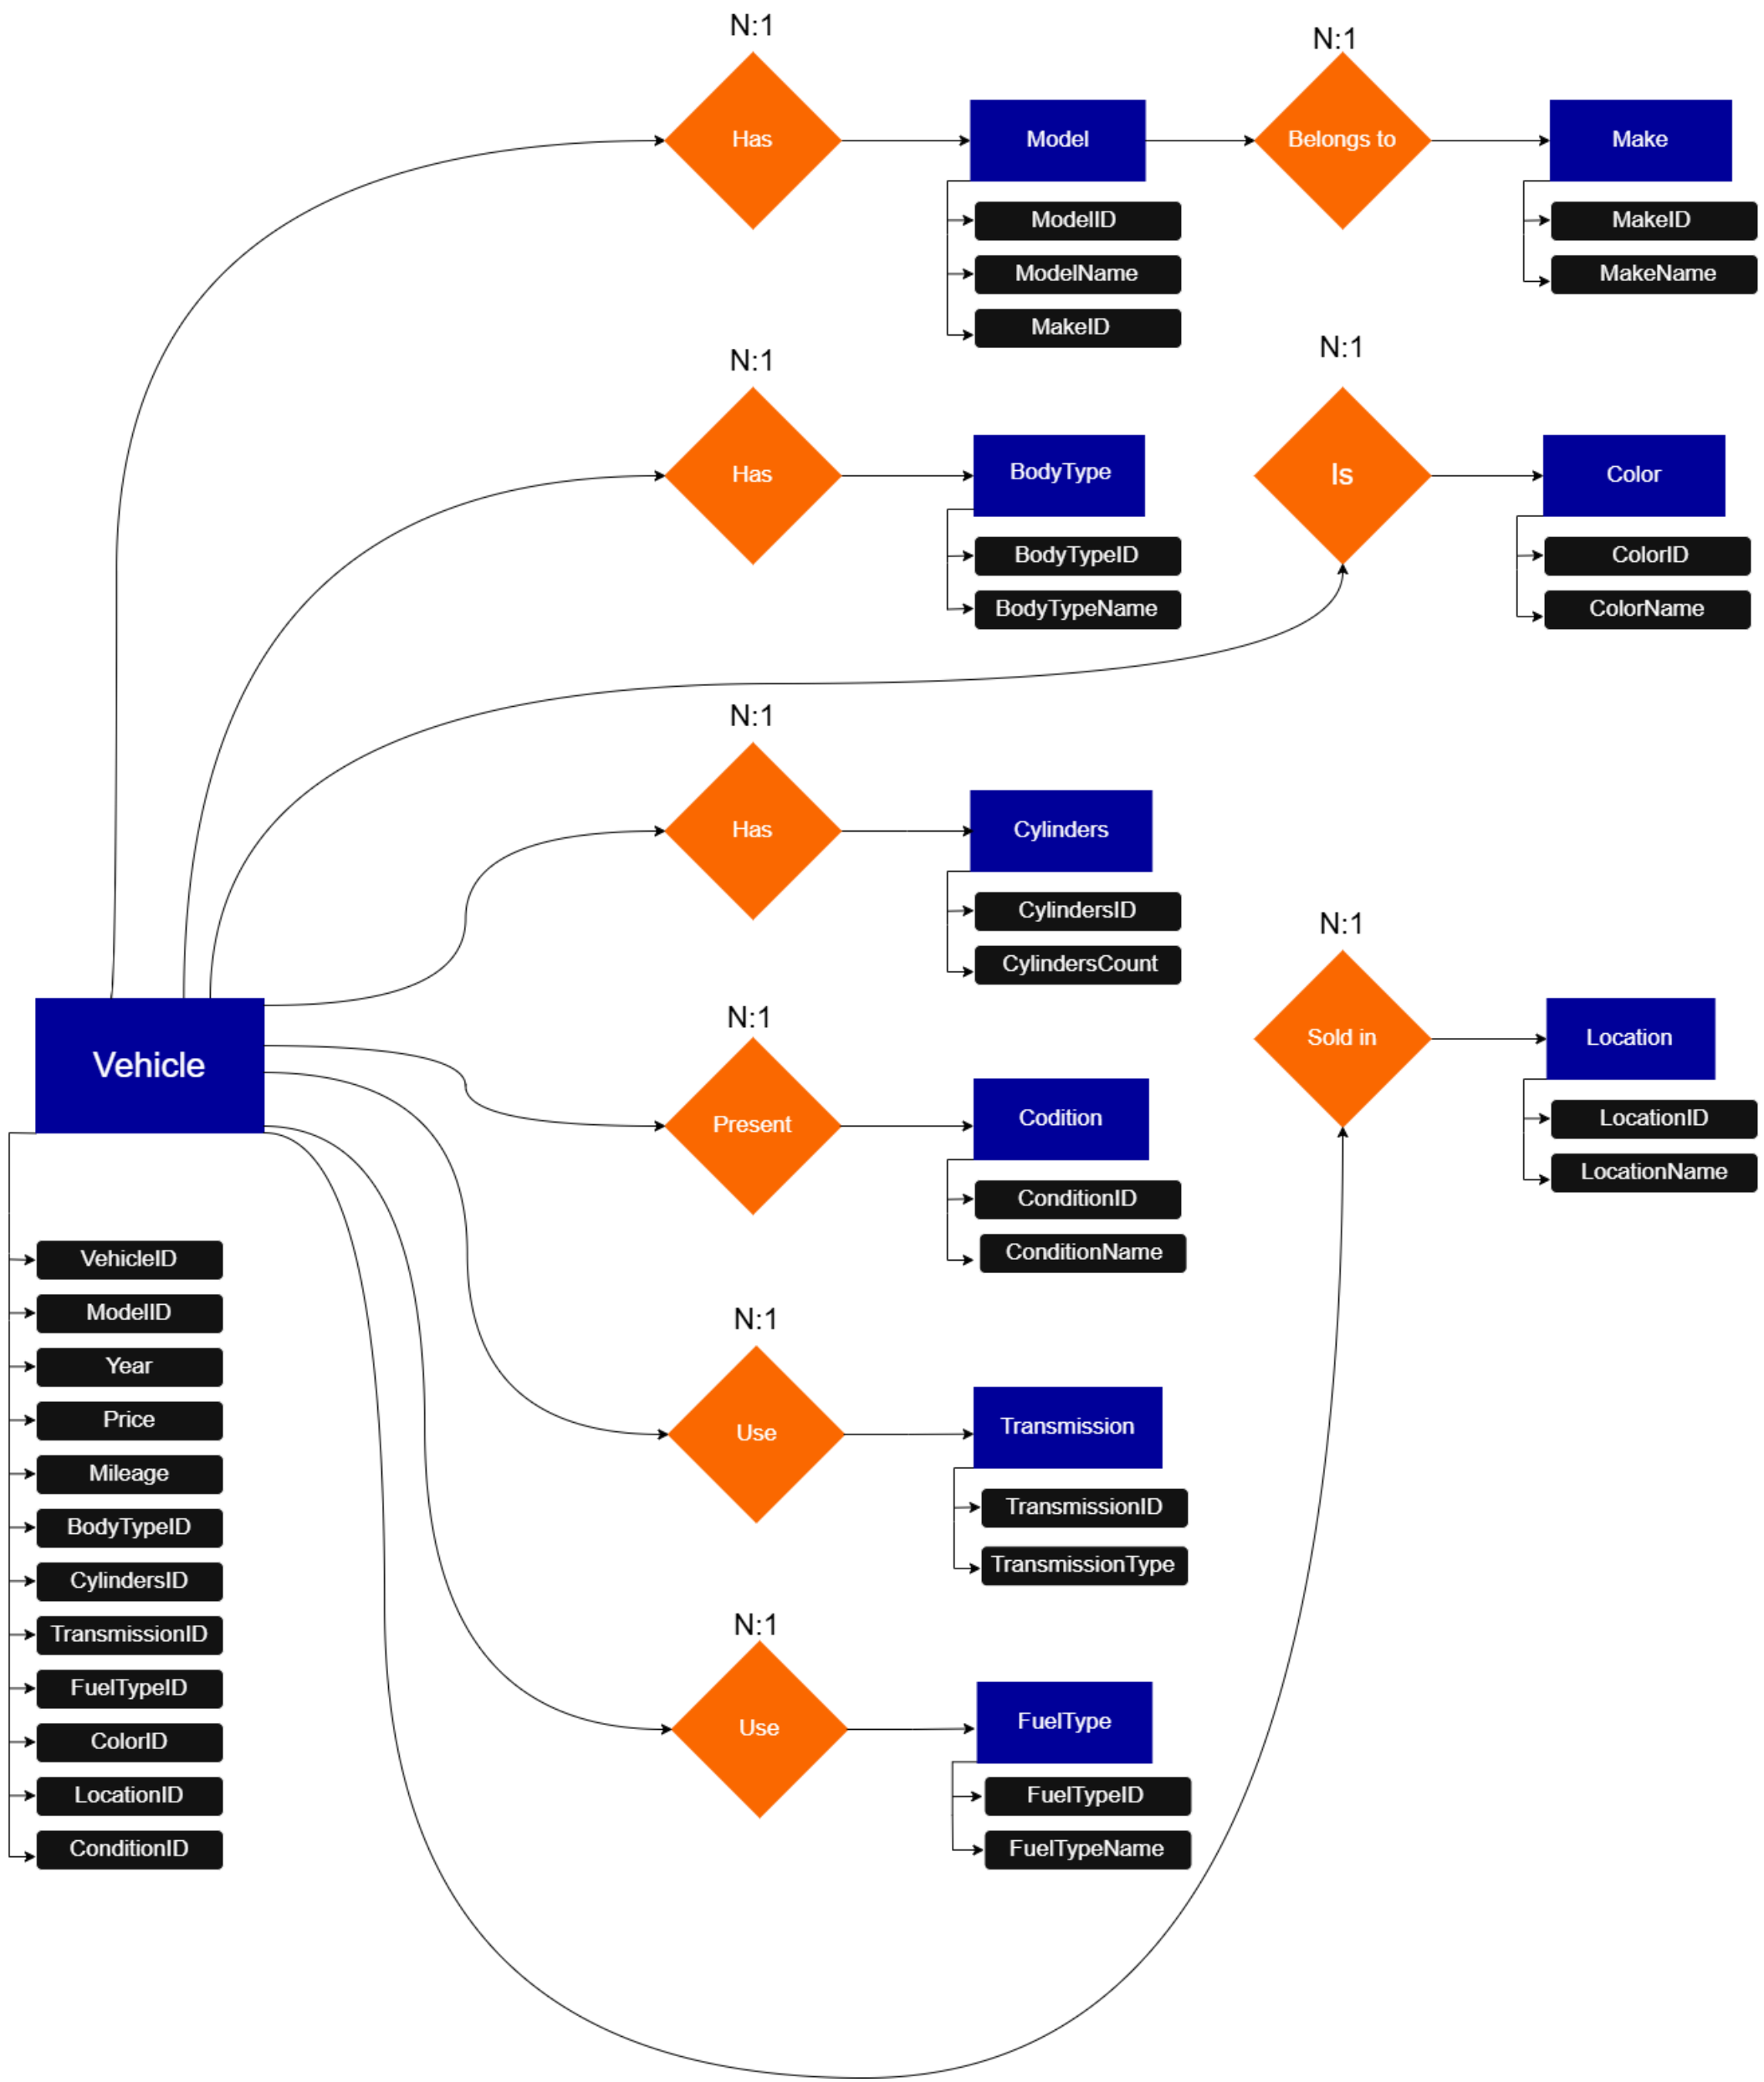 N:1
N:1
Has
Model
Belongs to
Make
ModelID
MakeID
ModelName
MakeName
MakeID
N:1
N:1
Has
BodyType
Is
Color
BodyTypeID
ColorID
BodyTypeName
ColorName
N:1
Has
Cylinders
CylindersID
CylindersCount
N:1
Sold in
Location
LocationID
LocationName
Vehicle
N:1
Present
Codition
ConditionID
ConditionName
VehicleID
ModelID
Year
Price
Mileage
BodyTypeID
CylindersID
TransmissionID
FuelTypeID
ColorID
LocationID
ConditionID
N:1
Use
Transmission
TransmissionID
TransmissionType
N:1
Use
FuelType
FuelTypeID
FuelTypeName